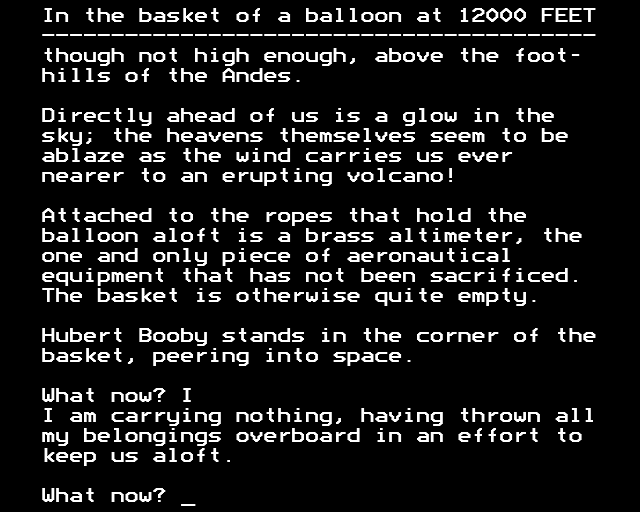 In the basket of a balloon at 12000 FEET
----------------------------------------
though not high enough, above the foot-
hills of the Andes.
Directly ahead of us is a glow in the
sky; the heavens themselves seem to be
ablaze as the wind carries us ever
nearer to an erupting volcano!
Attached to the ropes that hold the
balloon aloft is a brass altimeter, the
one and only piece of aeronautical
equipment that has not been sacrificed.
The basket is otherwise quite empty.
Hubert Booby stands in the corner of the
basket, peering into space.
What now? I
I am carrying nothing, having thrown all
my belongings overboard in an effort to
keep us aloft.
What now? _